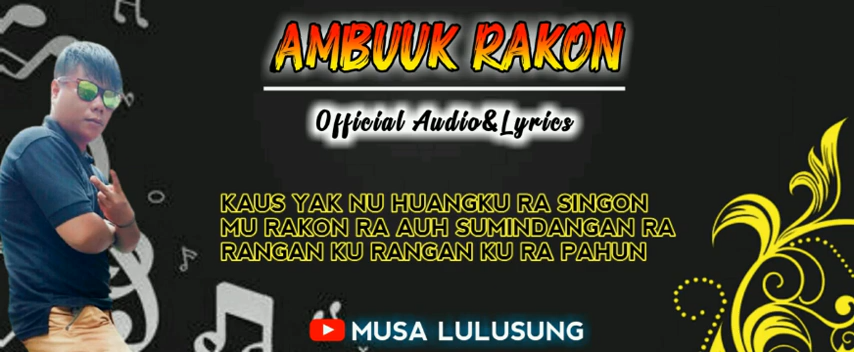 AMBUUK RAKON
Official Audio&Lyrics
KAUS YAK NU HUANGKU RA SINGON
MU RAKON RA AUH SUMINDANGAN RA
RANGAN KU RANGAN KU RA PAHUN
MUSA LULUSUNG